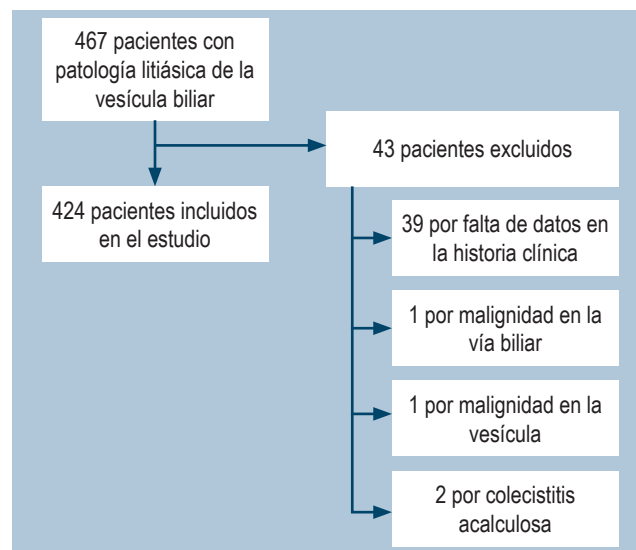 467 pacientes con
patología litiásica de la
vesícula biliar
43 pacientes excluidos
424 pacientes incluidos
en el estudio
39 por falta de datos en
la historia clínica
1 por malignidad en la
vía biliar
1 por malignidad en la
vesícula
2 por colecistitis
acalculosa